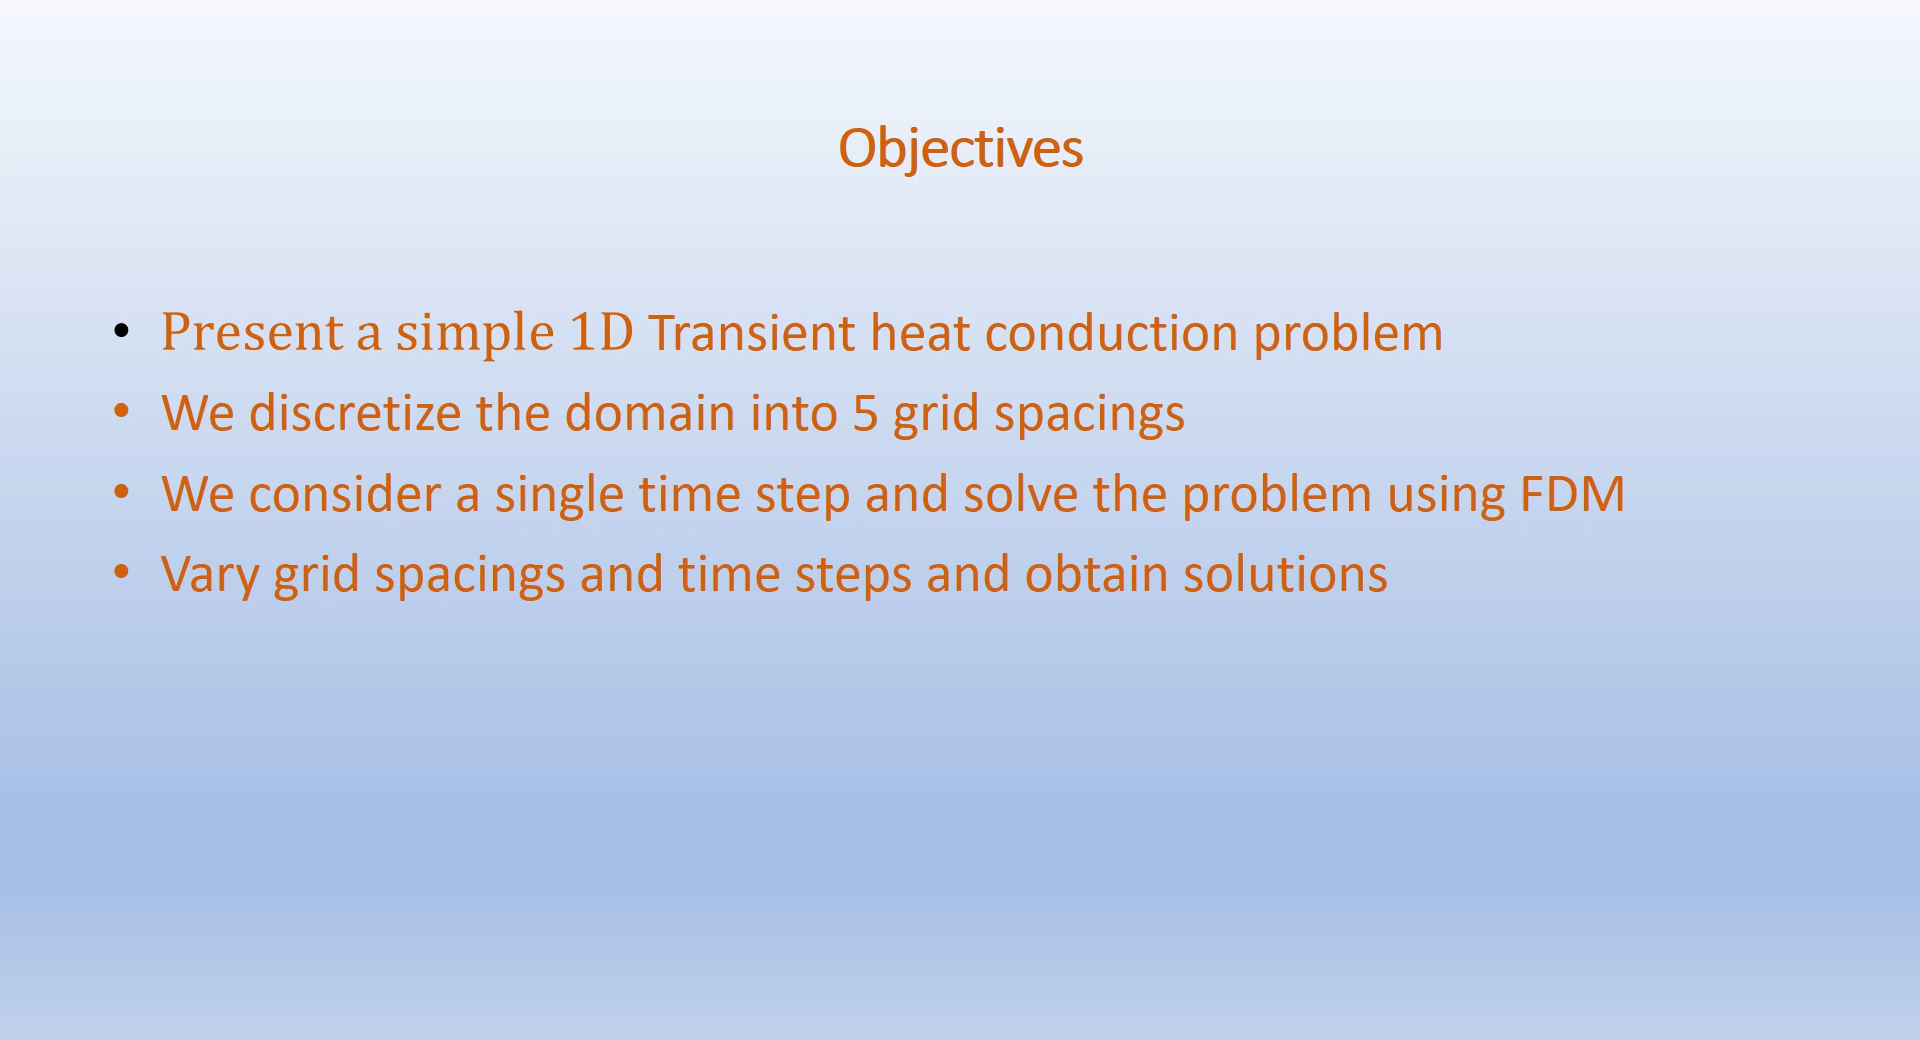 Objectives
• Present a simple 1D Transient heat conduction problem
• We discretize the domain into 5 grid spacings
• We consider a single time step and solve the problem using FDM
• Vary grid spacings and time steps and obtain solutions